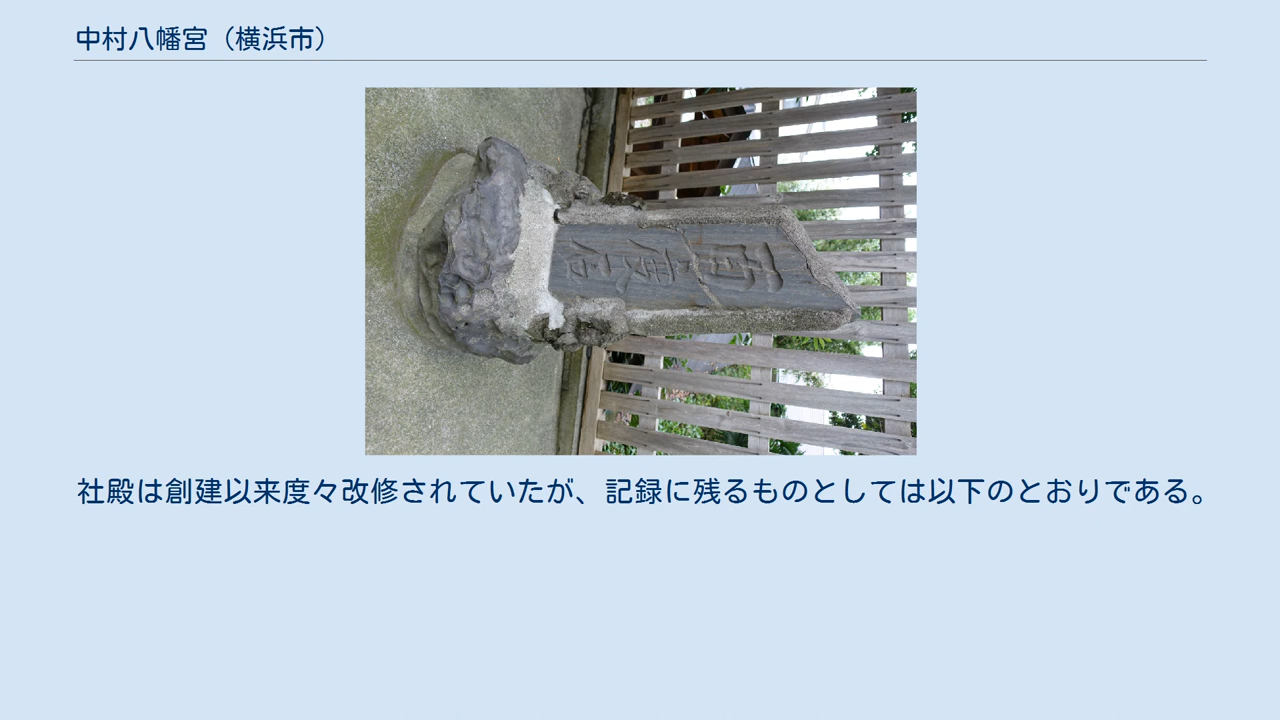 中村八幡宮（横浜市）
社殿は創建以来度々改修されていたが、記録に残るものとしては以下のとおりである。